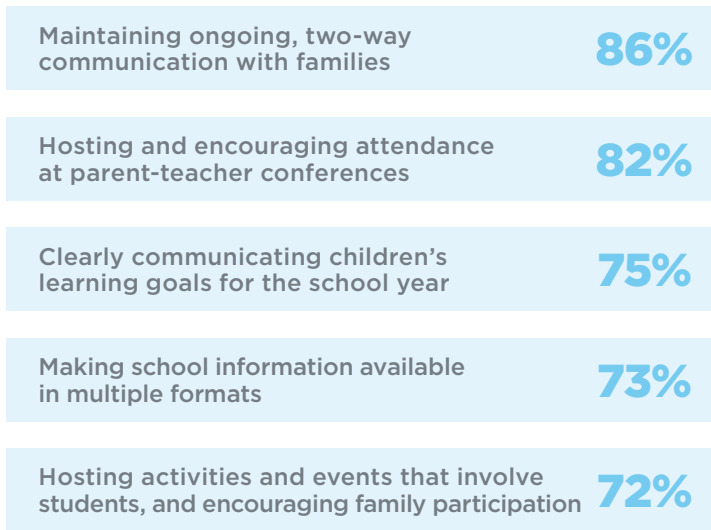 Maintaining ongoing, two-way
communication with families
86%
Hosting and encouraging attendance
at parent-teacher conferences
82%
Clearly communicating children’s
learning goals for the school year
75%
Making school information available
in multiple formats
73%
Hosting activities and events that involve
students, and encouraging family participation
72%